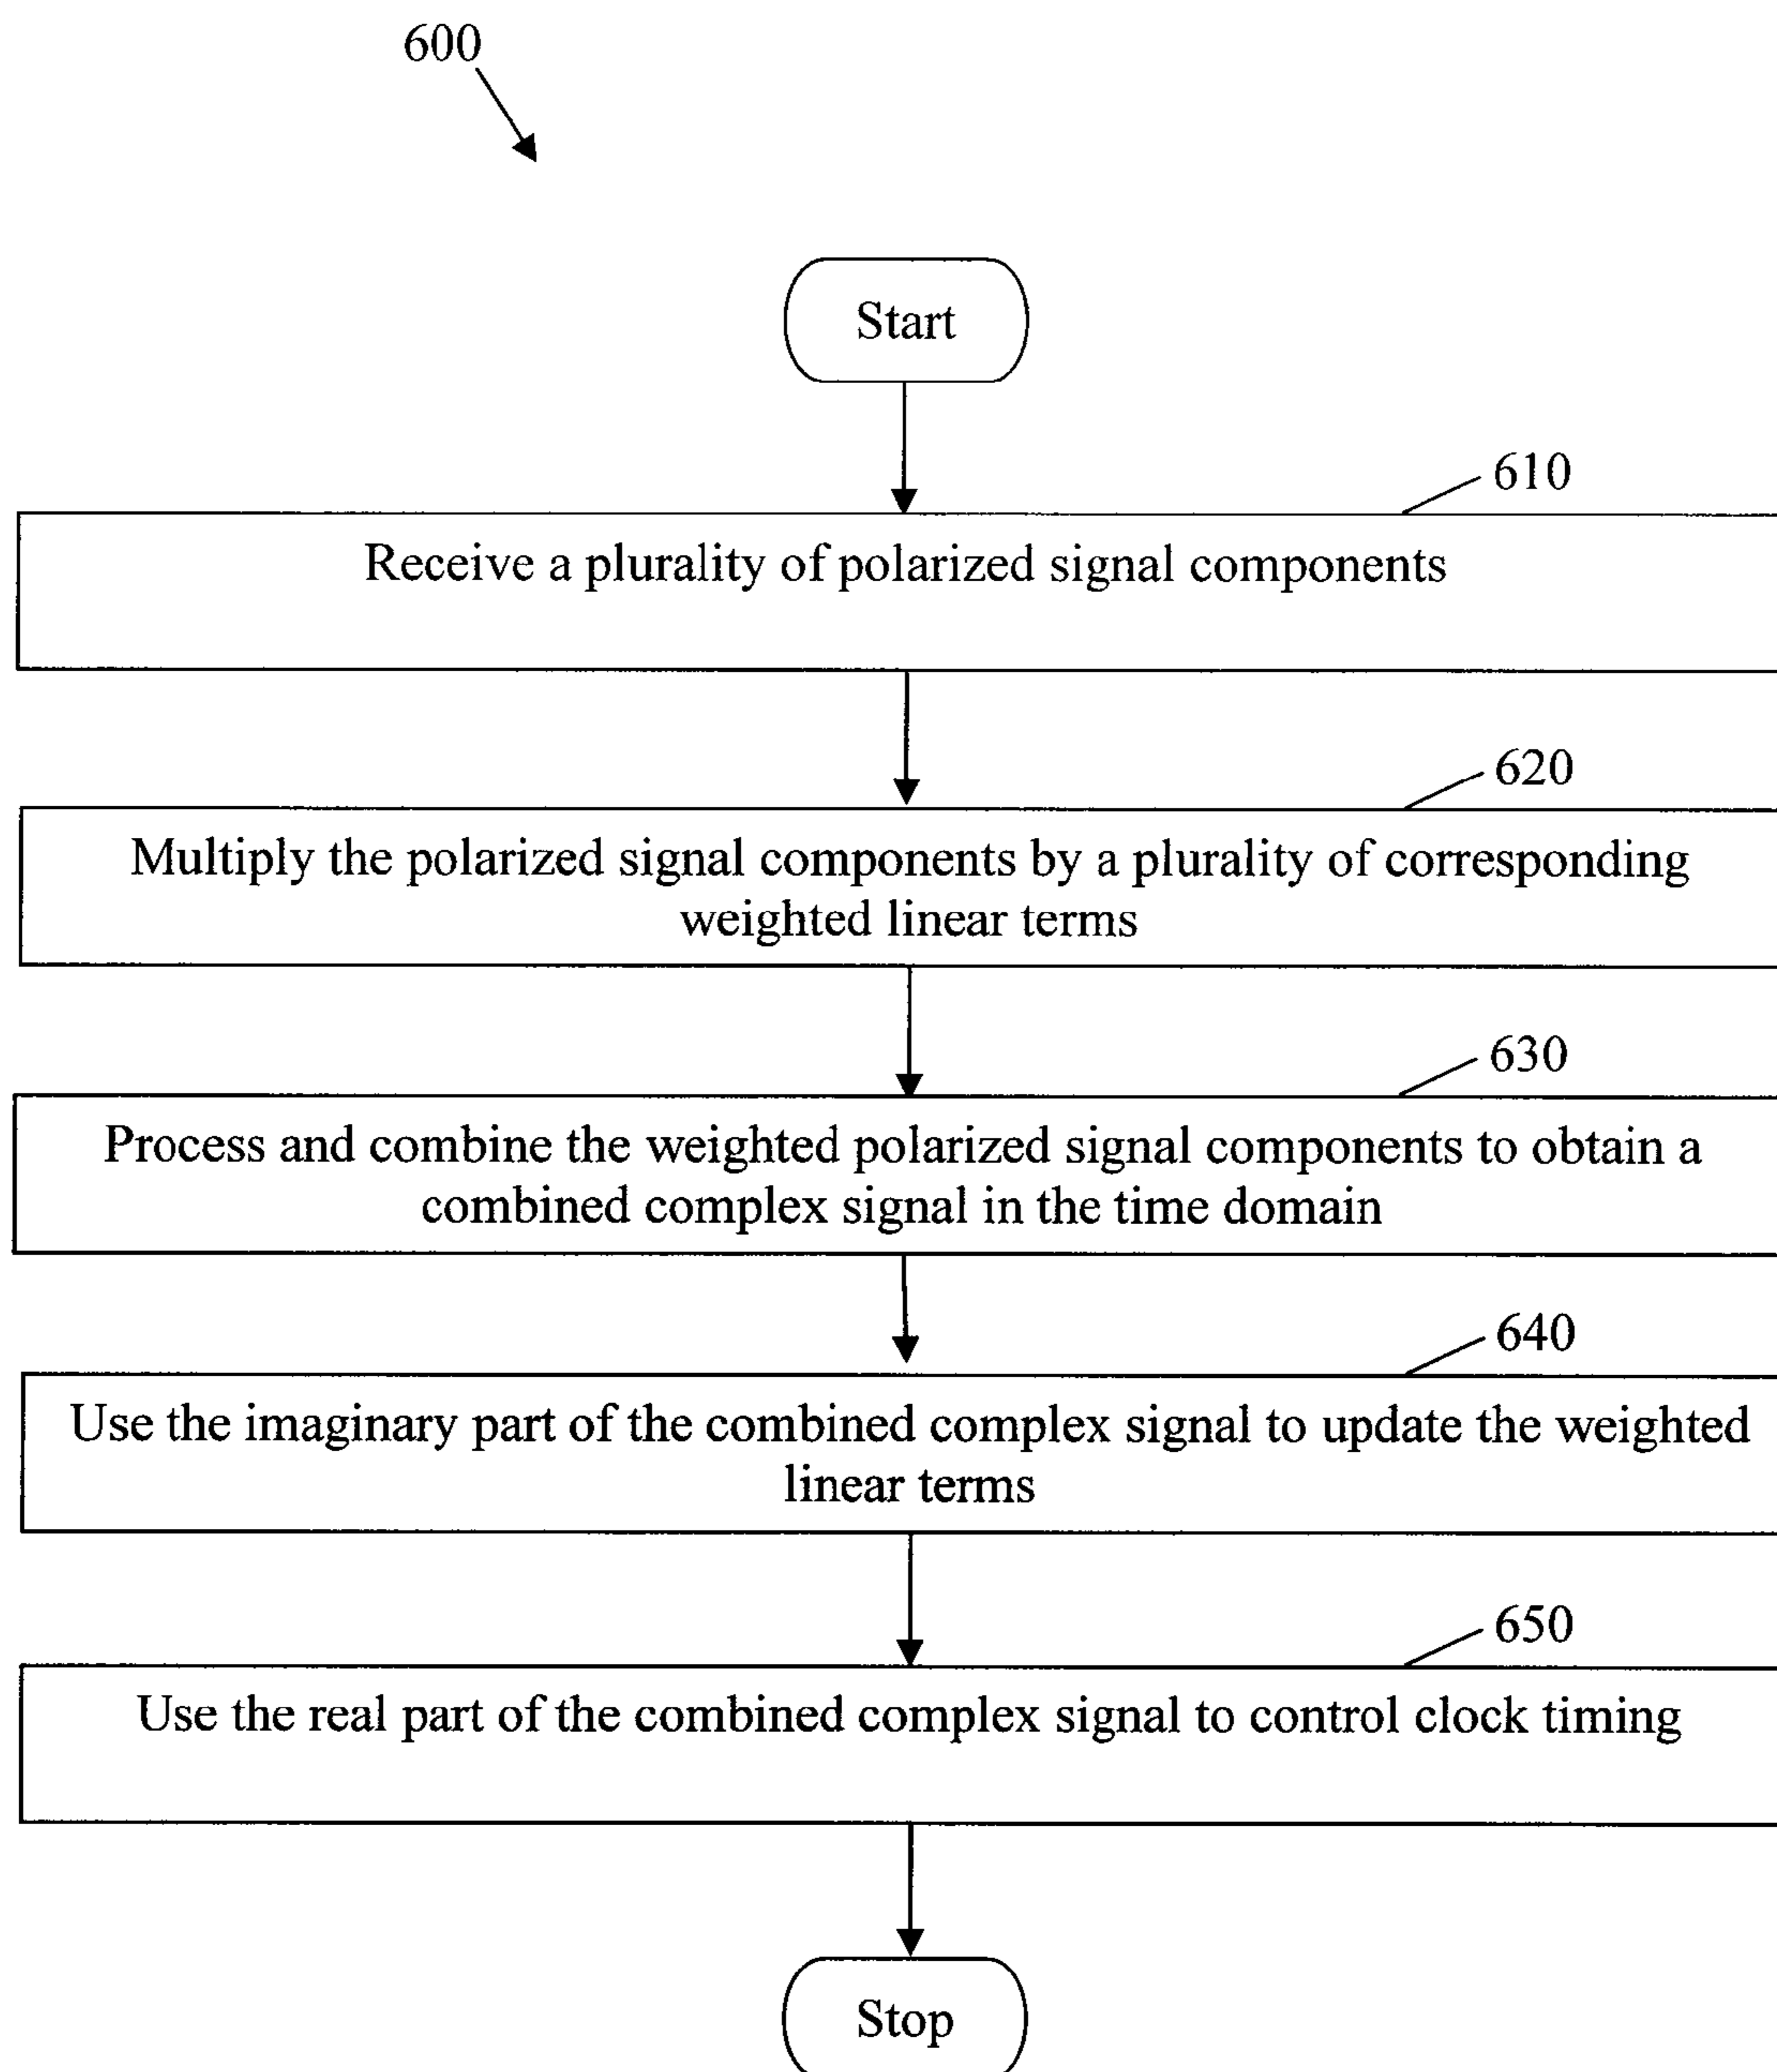 600
Start
610
Receive a plurality of polarized signal components
620
Multiply the polarized signal components by a plurality of corresponding
weighted linear terms
630
Process and combine the weighted polarized signal components to obtain a
combined complex signal in the time domain
640
Use the imaginary part of the combined complex signal to update the weighted
linear terms
650
Use the real part of the combined complex signal to control clock timing
Stop